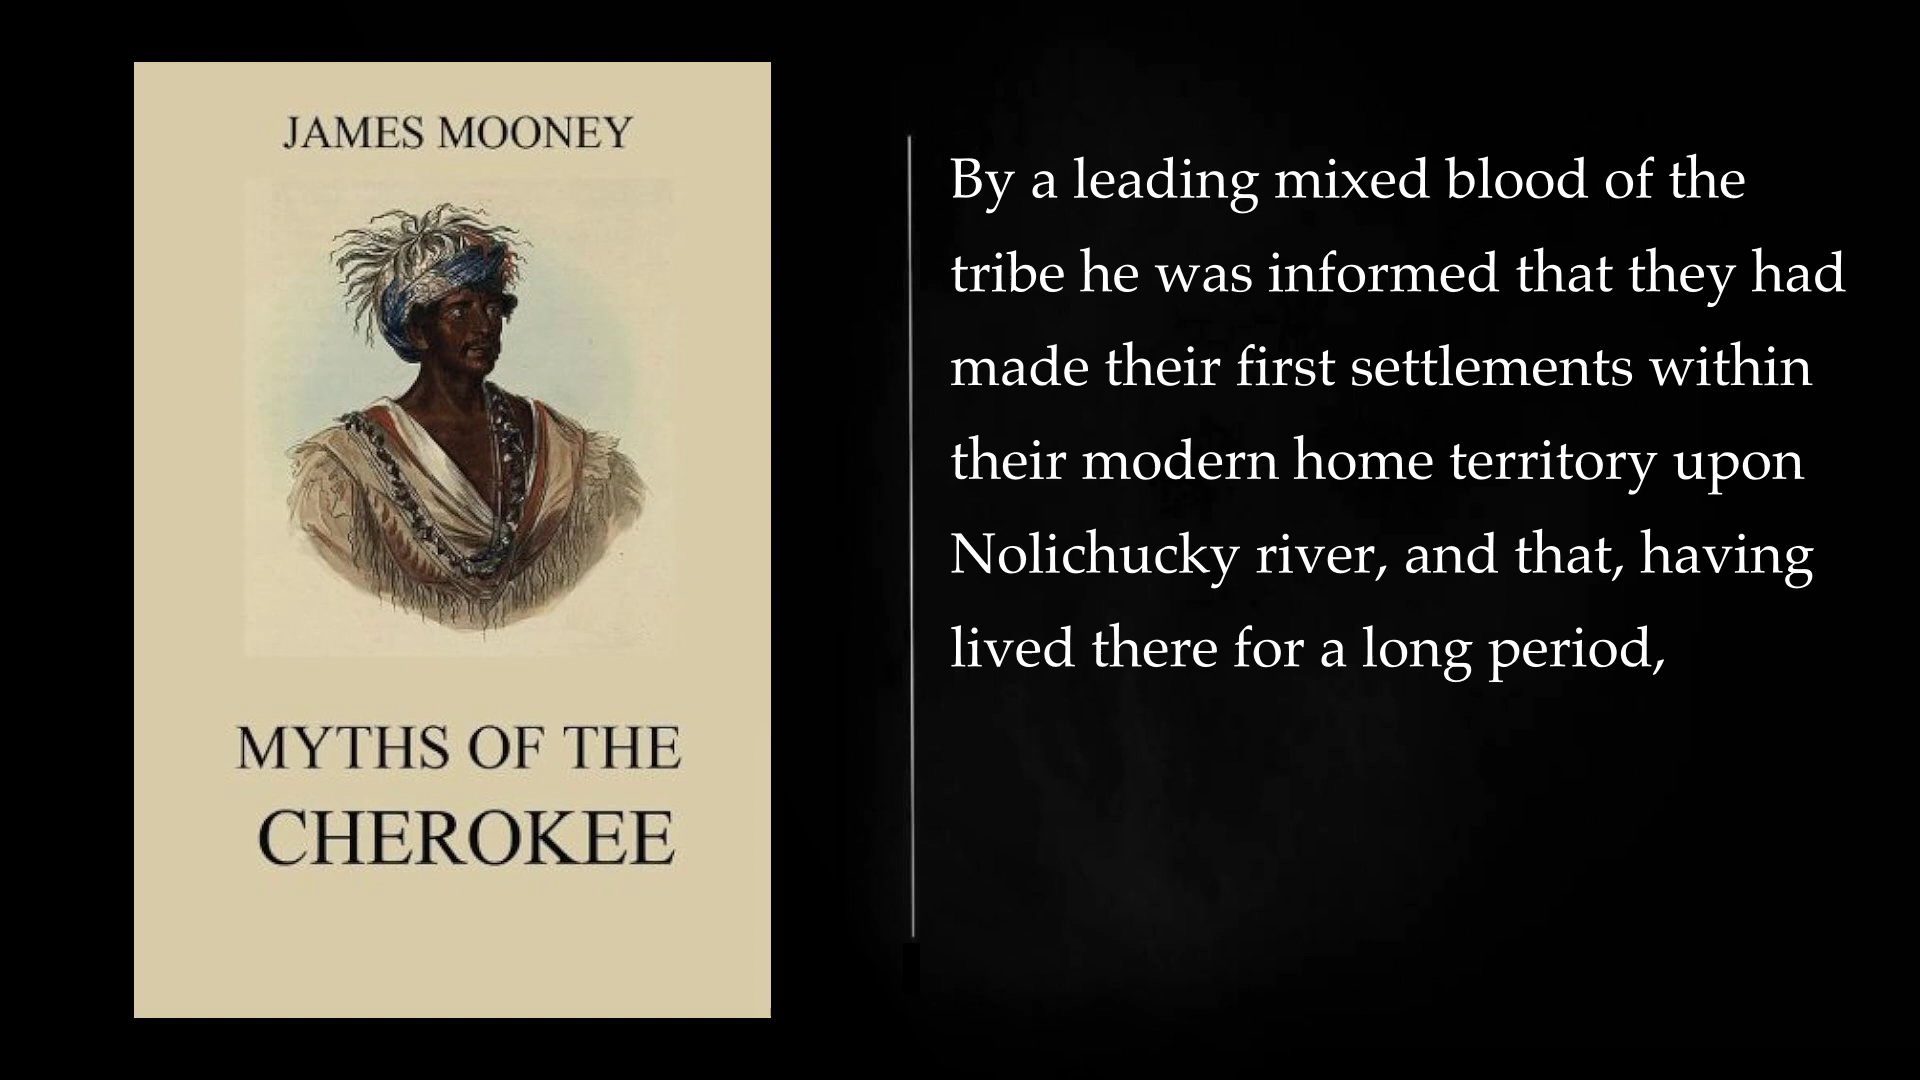 JAMES MOONEY
MYTHS OF THE
CHEROKEE
By a leading mixed blood of the
tribe he was informed that they had
made their first settlements within
their modern home territory upon
Nolichucky river, and that, having
lived there for a long period,